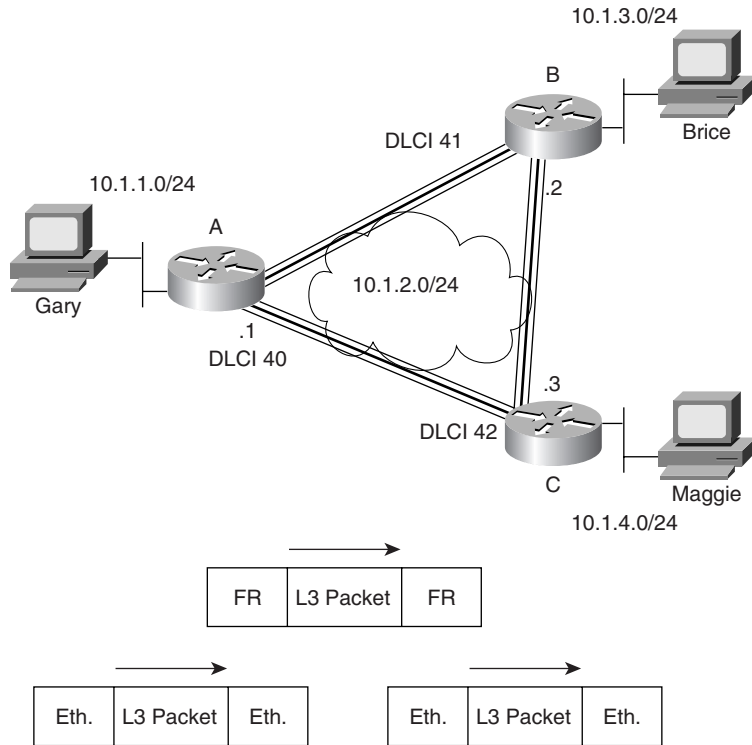 10.1.3.0/24
B
Brice
DLCI 41
.2
10.1.1.0/24
A
Gary
10.1.2.0/24
.1
DLCI 40
.3
DLCI 42
C
Maggie
10.1.4.0/24
FR L3 Packet FR
Eth. L3 Packet Eth. Eth. L3 Packet Eth.